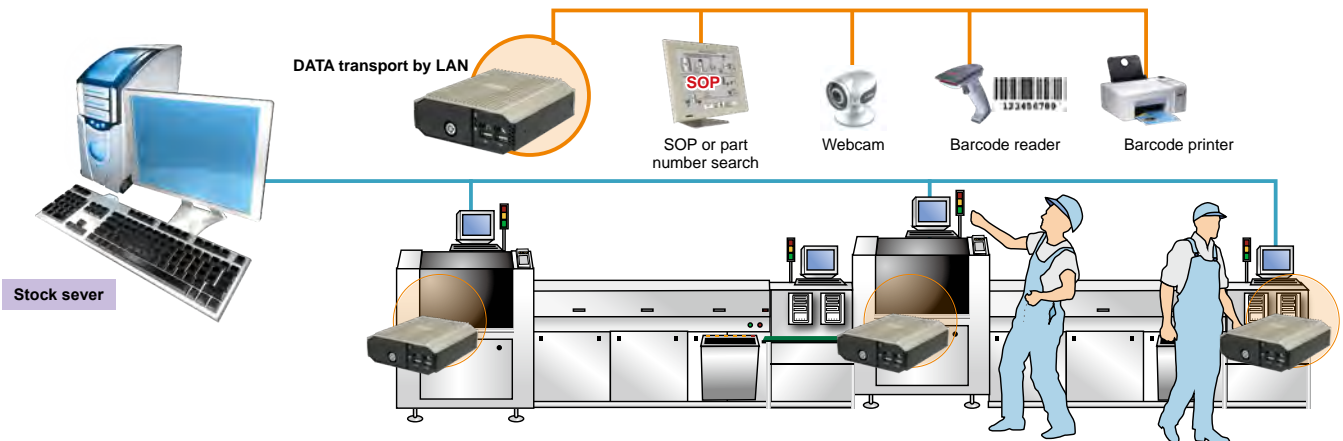 DATA transport by LAN
SOP
123456789
SOP or part
number search
Webcam
Barcode reader
Barcode printer
Stock sever